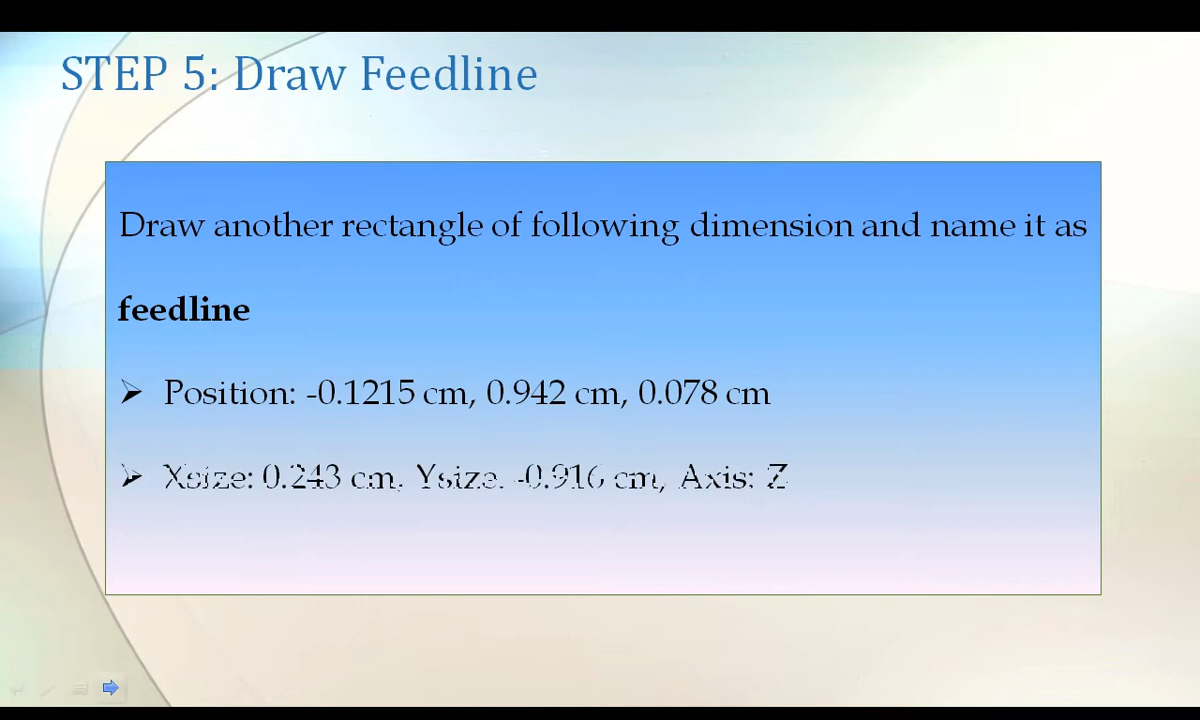 STEP 5: Draw Feedline
Draw another rectangle of following dimension and name it as
feedline
➢ Position: -0.1215 cm, 0.942 cm, 0.078 cm
➢ Xsize: 0.243 cm, Ysize: -0.916 cm, Axis: Z